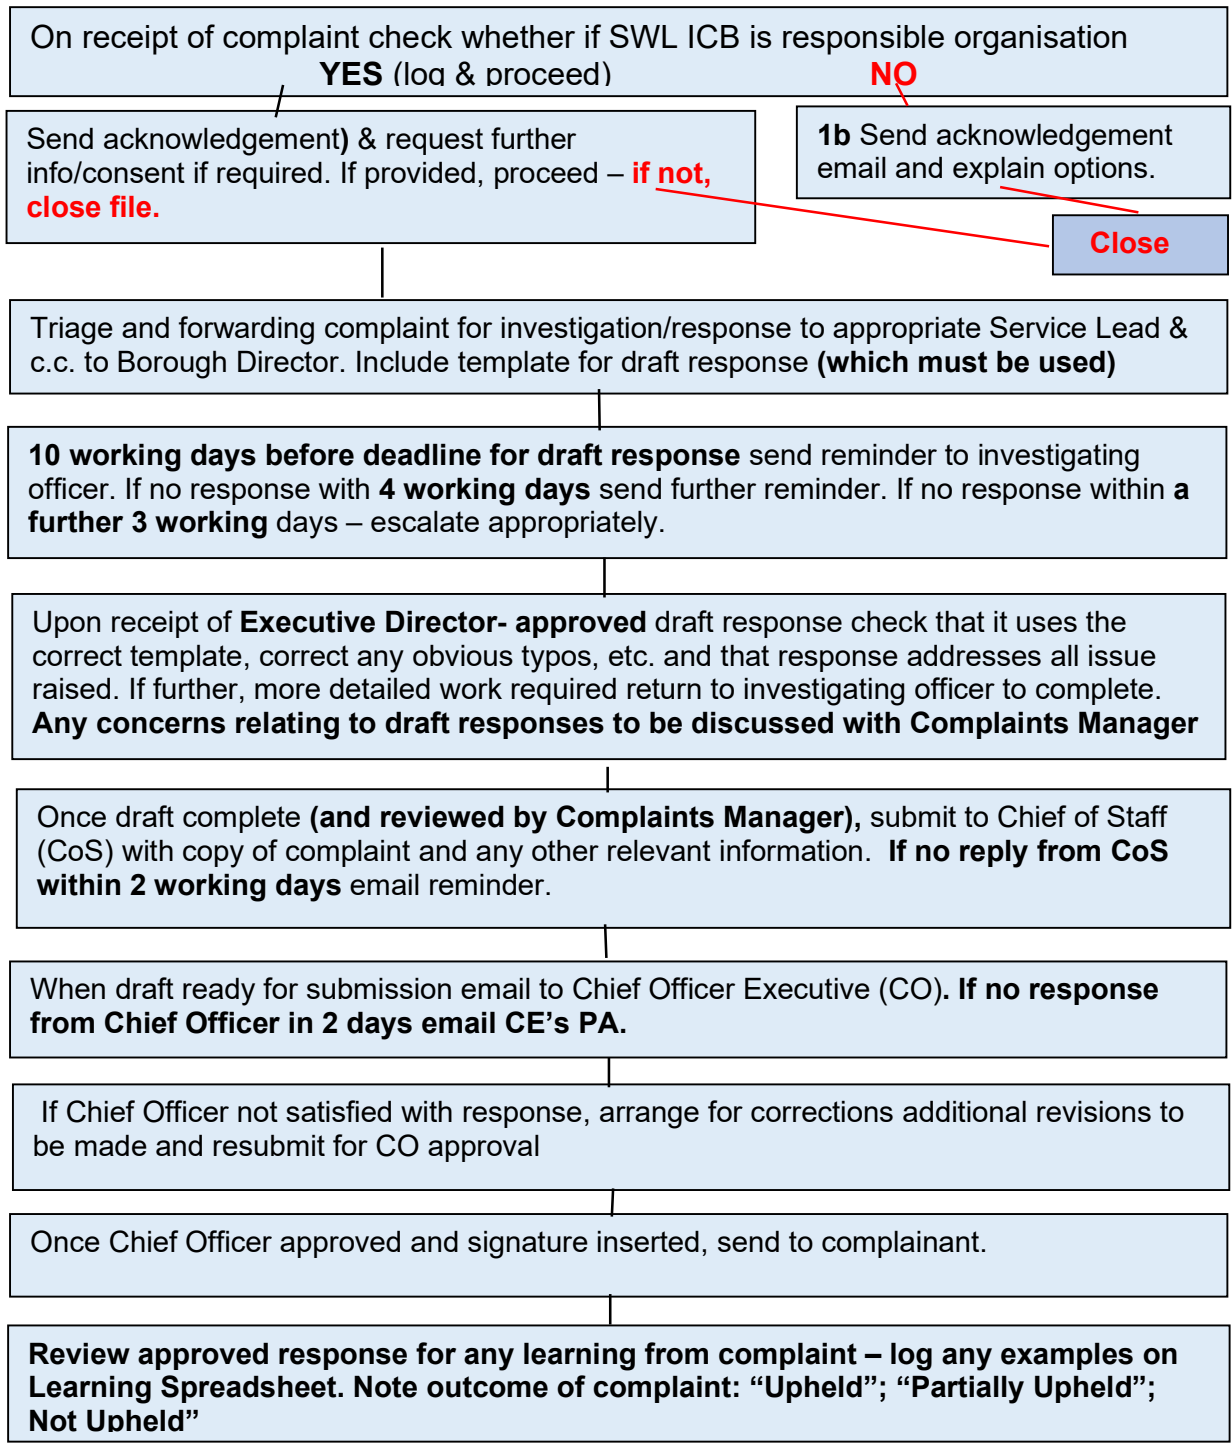 On receipt of complaint check whether if SWL ICB is responsible organisation
YES (log & proceed) NO
Send acknowledgement) & request further
info/consent if required. If provided, proceed – if not,
close file.
1b Send acknowledgement
email and explain options.
Close
Triage and forwarding complaint for investigation/response to appropriate Service Lead &
c.c. to Borough Director. Include template for draft response (which must be used)
10 working days before deadline for draft response send reminder to investigating
officer. If no response with 4 working days send further reminder. If no response within a
further 3 working days – escalate appropriately.
Upon receipt of Executive Director- approved draft response check that it uses the
correct template, correct any obvious typos, etc. and that response addresses all issue
raised. If further, more detailed work required return to investigating officer to complete.
Any concerns relating to draft responses to be discussed with Complaints Manager
Once draft complete (and reviewed by Complaints Manager), submit to Chief of Staff
(CoS) with copy of complaint and any other relevant information.  If no reply from CoS
within 2 working days email reminder.
When draft ready for submission email to Chief Officer Executive (CO). If no response
from Chief Officer in 2 days email CE’s PA.
If Chief Officer not satisfied with response, arrange for corrections additional revisions to
be made and resubmit for CO approval
Once Chief Officer approved and signature inserted, send to complainant.
Review approved response for any learning from complaint – log any examples on
Learning Spreadsheet. Note outcome of complaint: “Upheld”; “Partially Upheld”;
Not Upheld”